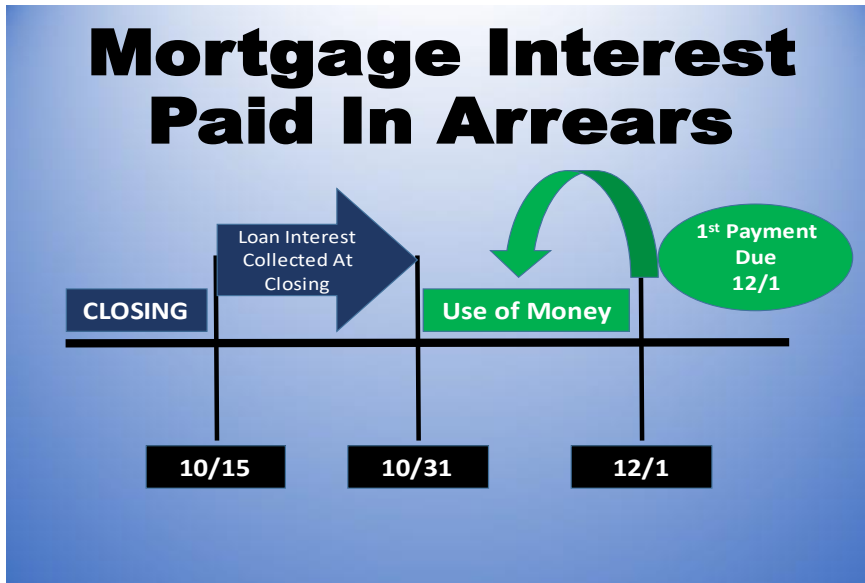 Mortgage Interest
Paid In Arrears
Loan Interest
Collected At
Closing
1st Payment
Due
12/1
CLOSING
Use of Money
10/15
10/31
12/1